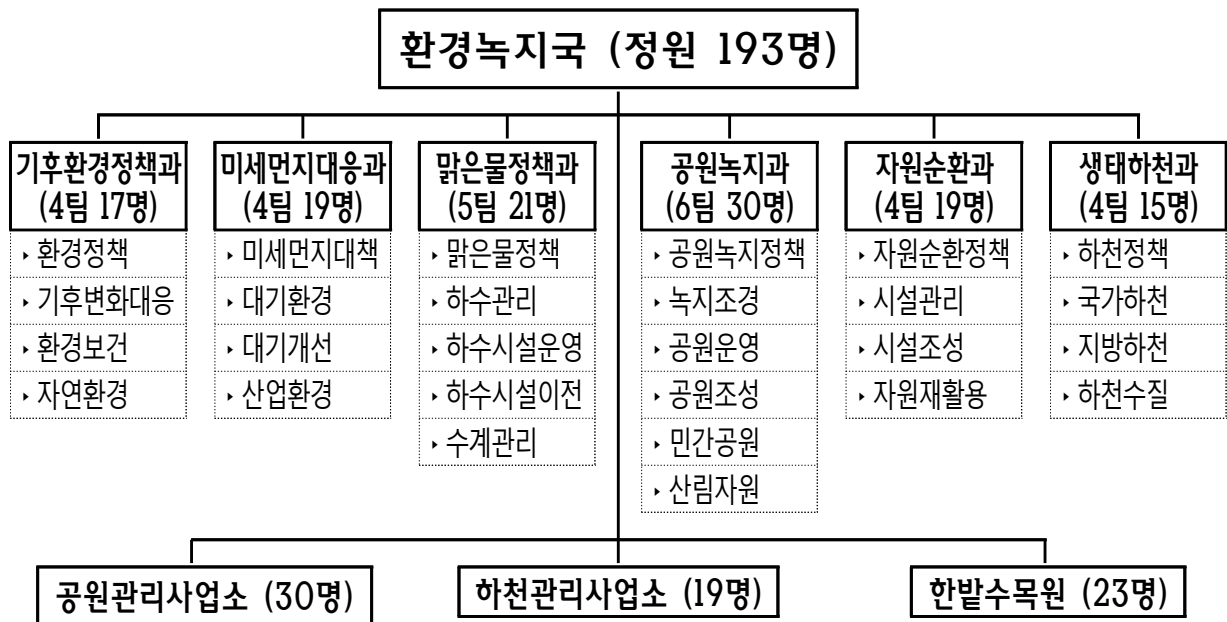 환경녹지국 (정원 193명)
기후환경정책과
(4팀 17명)
‣ 환경정책
‣ 기후변화대응
‣ 환경보건
‣ 자연환경
미세먼지대응과
(4팀 19명)
‣ 미세먼지대책
‣ 대기환경
‣ 대기개선
‣ 산업환경
맑은물정책과
(5팀 21명)
‣ 맑은물정책
‣ 하수관리
‣ 하수시설운영
‣ 하수시설이전
‣ 수계관리
공원녹지과
(6팀 30명)
‣ 공원녹지정책
‣ 녹지조경
‣ 공원운영
‣ 공원조성
‣ 민간공원
‣ 산림자원
자원순환과
(4팀 19명)
‣ 자원순환정책
‣ 시설관리
‣ 시설조성
‣ 자원재활용
생태하천과
(4팀 15명)
‣ 하천정책
‣ 국가하천
‣ 지방하천
‣ 하천수질
공원관리사업소 (30명)
하천관리사업소 (19명)
한밭수목원 (23명)